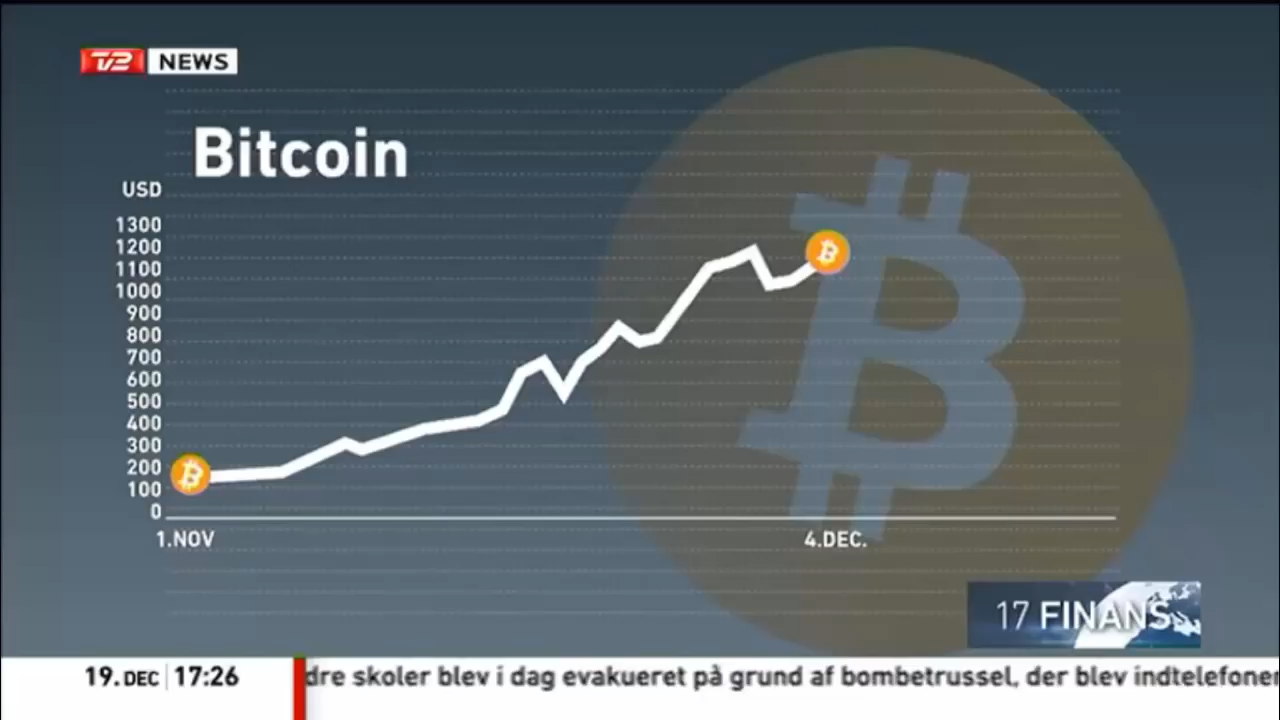 TV2 NEWS
Bitcoin
USD
1300
1200
1100
1000
900
800
700
600
500
400
300
200
100
0
1.NOV
4.DEC.
17 FINANS
19. DEC 17:26
dre skoler blev i dag evakueret på grund af bombetrussel, der blev indtelefoner